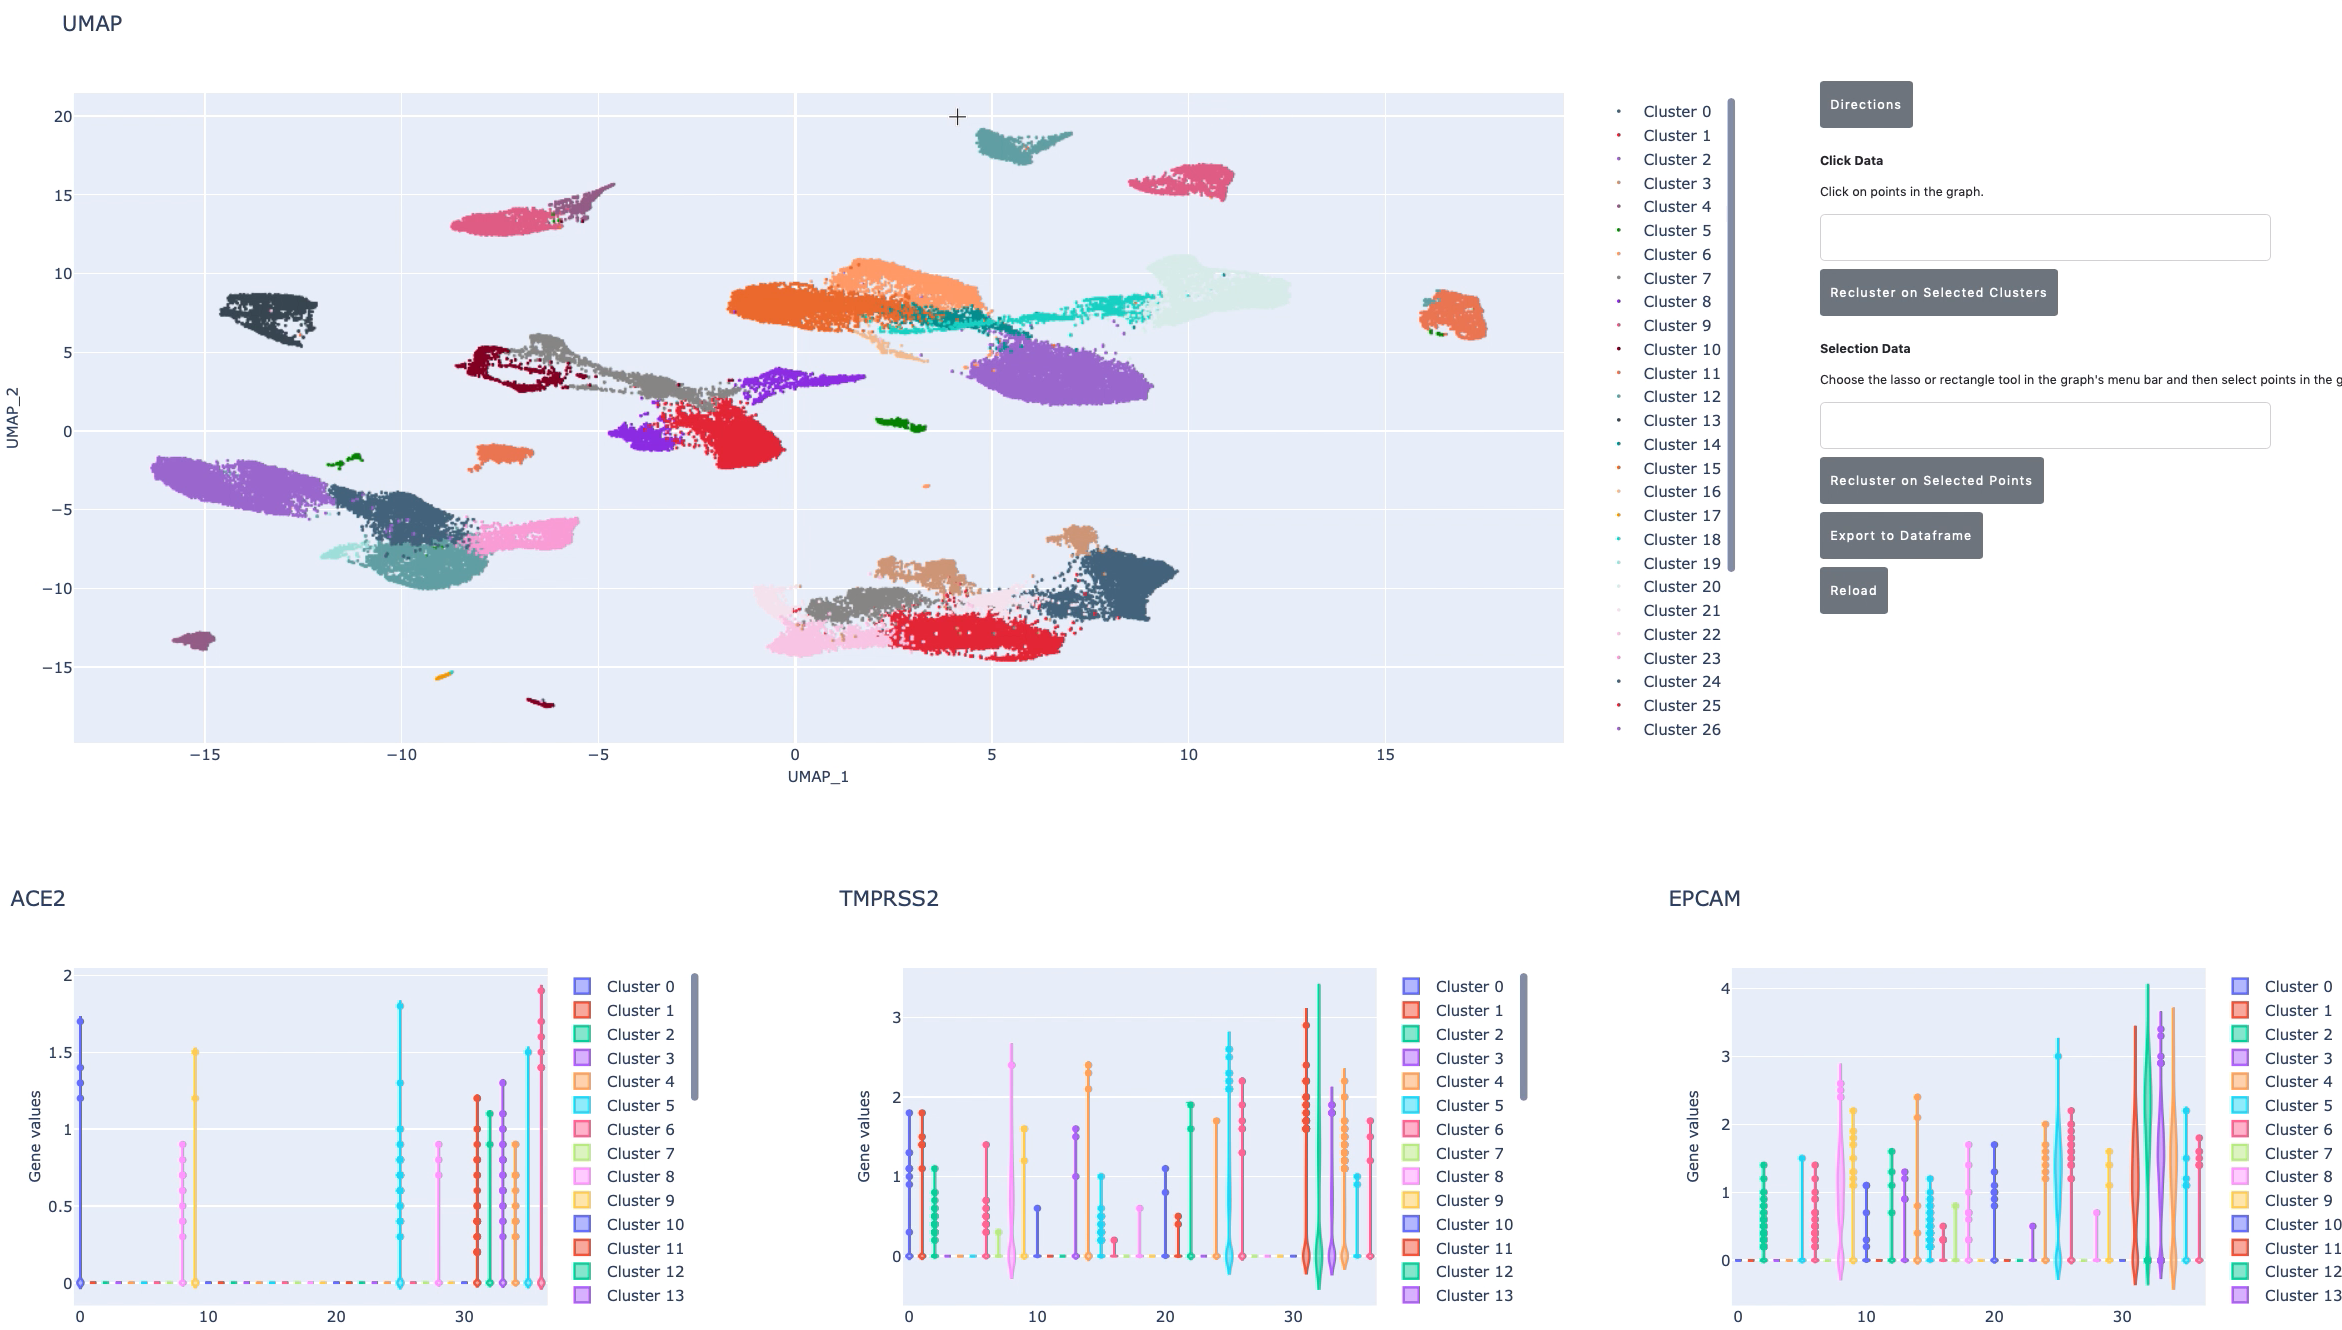 UMAP
20
15
10
5
0
−5
−10
−15
UMAP_2
−15
−10
−5
0
5
10
15
UMAP_1
Cluster 0
Cluster 1
Cluster 2
Cluster 3
Cluster 4
Cluster 5
Cluster 6
Cluster 7
Cluster 8
Cluster 9
Cluster 10
Cluster 11
Cluster 12
Cluster 13
Cluster 14
Cluster 15
Cluster 16
Cluster 17
Cluster 18
Cluster 19
Cluster 20
Cluster 21
Cluster 22
Cluster 23
Cluster 24
Cluster 25
Cluster 26
Directions
Click Data
Click on points in the graph.
Recluster on Selected Clusters
Selection Data
Choose the lasso or rectangle tool in the graph's menu bar and then select points in the g
Recluster on Selected Points
Export to Dataframe
Reload
ACE2
2
1.5
1
0.5
0
Gene values
0
10
20
30
Cluster 0
Cluster 1
Cluster 2
Cluster 3
Cluster 4
Cluster 5
Cluster 6
Cluster 7
Cluster 8
Cluster 9
Cluster 10
Cluster 11
Cluster 12
Cluster 13
TMPRSS2
3
2
1
0
Gene values
0
10
20
30
Cluster 0
Cluster 1
Cluster 2
Cluster 3
Cluster 4
Cluster 5
Cluster 6
Cluster 7
Cluster 8
Cluster 9
Cluster 10
Cluster 11
Cluster 12
Cluster 13
EPCAM
4
3
2
1
0
Gene values
0
10
20
30
Cluster 0
Cluster 1
Cluster 2
Cluster 3
Cluster 4
Cluster 5
Cluster 6
Cluster 7
Cluster 8
Cluster 9
Cluster 10
Cluster 11
Cluster 12
Cluster 13